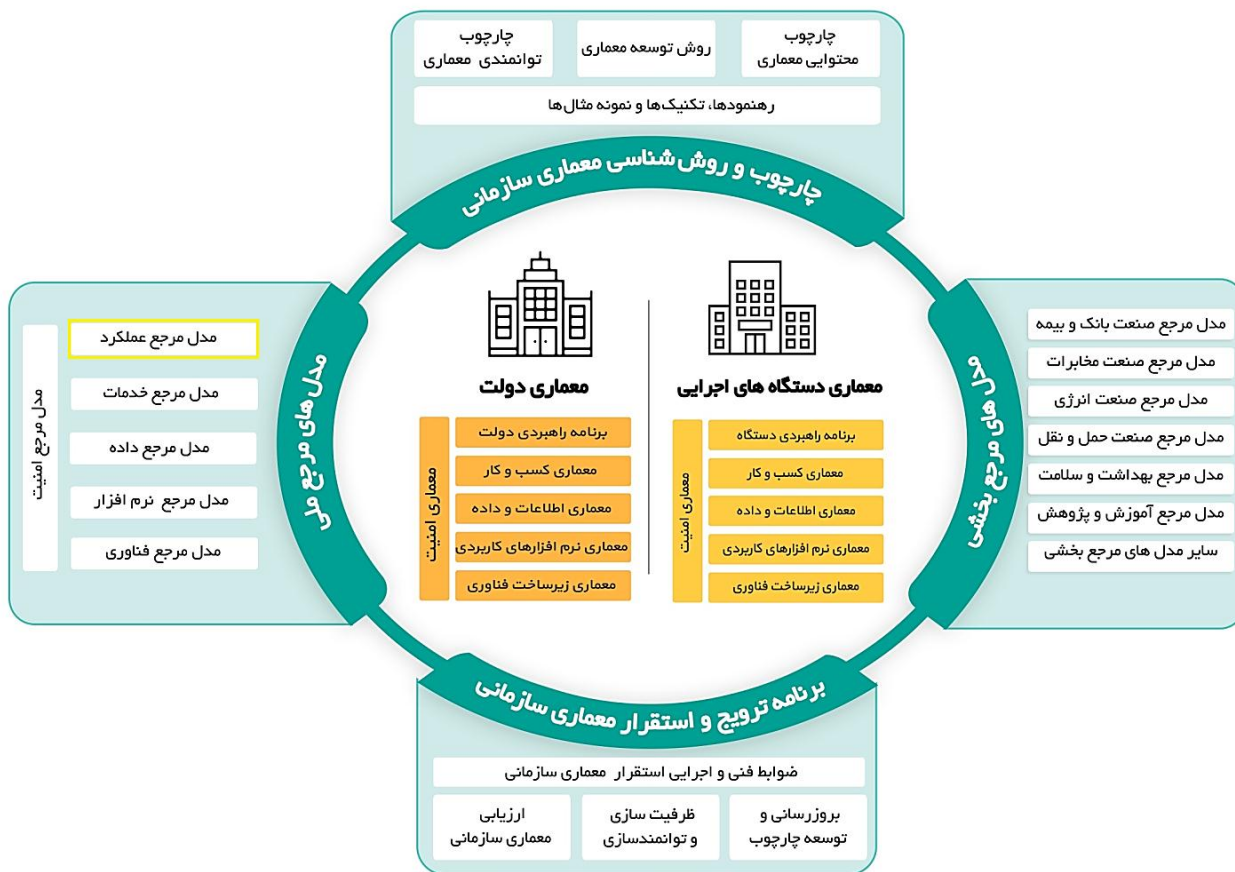 چارچوب
محتوایی معماری
روش توسعه معماری
چارچوب
توانمندی معماری
رهنمودها، تکنیک‌ها و نمونه مثال‌ها
چارچوب و روش شناسی معماری سازمانی
مدل های مرجع بخشی
مدل مرجع صنعت بانک و بیمه
مدل مرجع صنعت مخابرات
مدل مرجع صنعت انرژی
مدل مرجع صنعت حمل و نقل
مدل مرجع بهداشت و سلامت
مدل مرجع آموزش و پژوهش
سایر مدل های مرجع بخشی
معماری دستگاه های اجرایی
برنامه راهبردی دستگاه
معماری کسب و کار
معماری اطلاعات و داده
معماری نرم افزارهای کاربردی
معماری زیرساخت فناوری
معماری امنیت
معماری دولت
برنامه راهبردی دولت
معماری کسب و کار
معماری اطلاعات و داده
معماری نرم افزارهای کاربردی
معماری زیرساخت فناوری
معماری امنیت
مدل های مرجع ملی
مدل مرجع عملکرد
مدل مرجع خدمات
مدل مرجع داده
مدل مرجع نرم افزار
مدل مرجع فناوری
مدل مرجع امنیت
برنامه ترویج و استقرار معماری سازمانی
ضوابط فنی و اجرایی استقرار معماری سازمانی
بروزرسانی و
توسعه چارچوب
ظرفیت سازی
و توانمندسازی
ارزیابی
معماری سازمانی